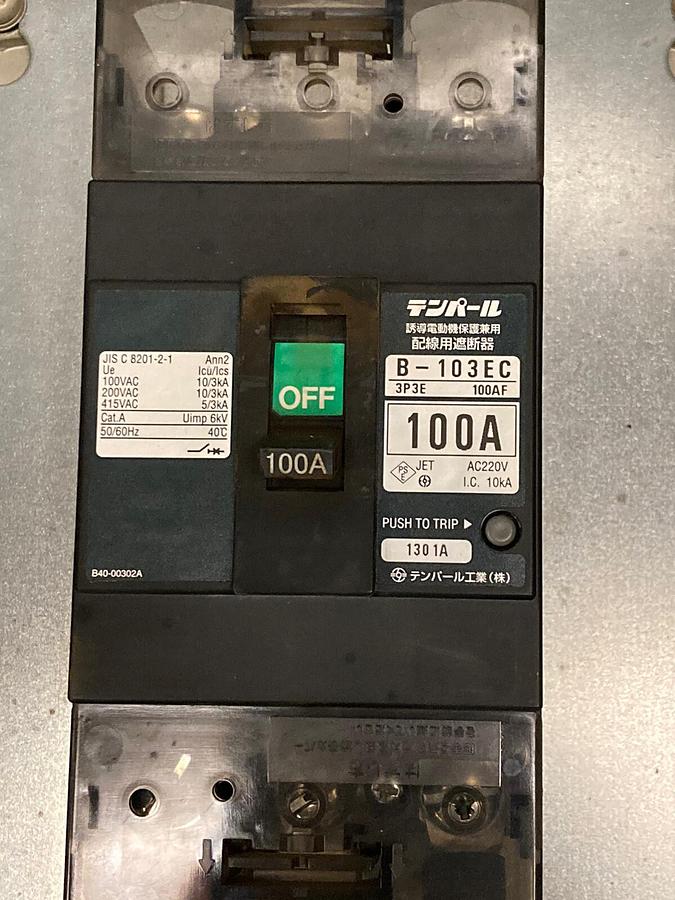 JIS C 8201-2-1 Ann2
Ue Icu/Ics
100VAC 10/3kA
200VAC 10/3kA
415VAC 5/3kA
Cat.A Uimp 6kV
50/60Hz 40℃
B40-00302A
OFF
100A
テンパール
誘導電動機保護兼用
配線用遮断器
B-103EC
3P3E 100AF
100A
PS E JET AC220V
I.C. 10kA
PUSH TO TRIP ▶
1301A
テンパール工業(株)